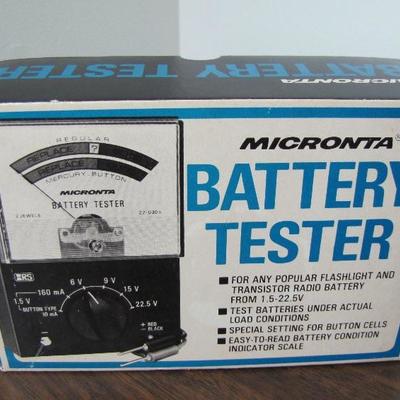 MICRONTA
BATTERY TESTER
MICRONTA
BATTERY
TESTER
FOR ANY POPULAR FLASHLIGHT AND
TRANSISTOR RADIO BATTERY
FROM 1.5-22.5V
TEST BATTERIES UNDER ACTUAL
LOAD CONDITIONS
SPECIAL SETTING FOR BUTTON CELLS
EASY-TO-READ BATTERY CONDITION
INDICATOR SCALE
REGULAR
REPLACE ?
REPLACE
MERCURY BUTTON
MICRONTA
BATTERY TESTER
2 JEWELS
RS
160 mA
1.5 V
6 V
9 V
15 V
22.5 V
BUTTON TYPE
10 mA
+ RED
- BLACK